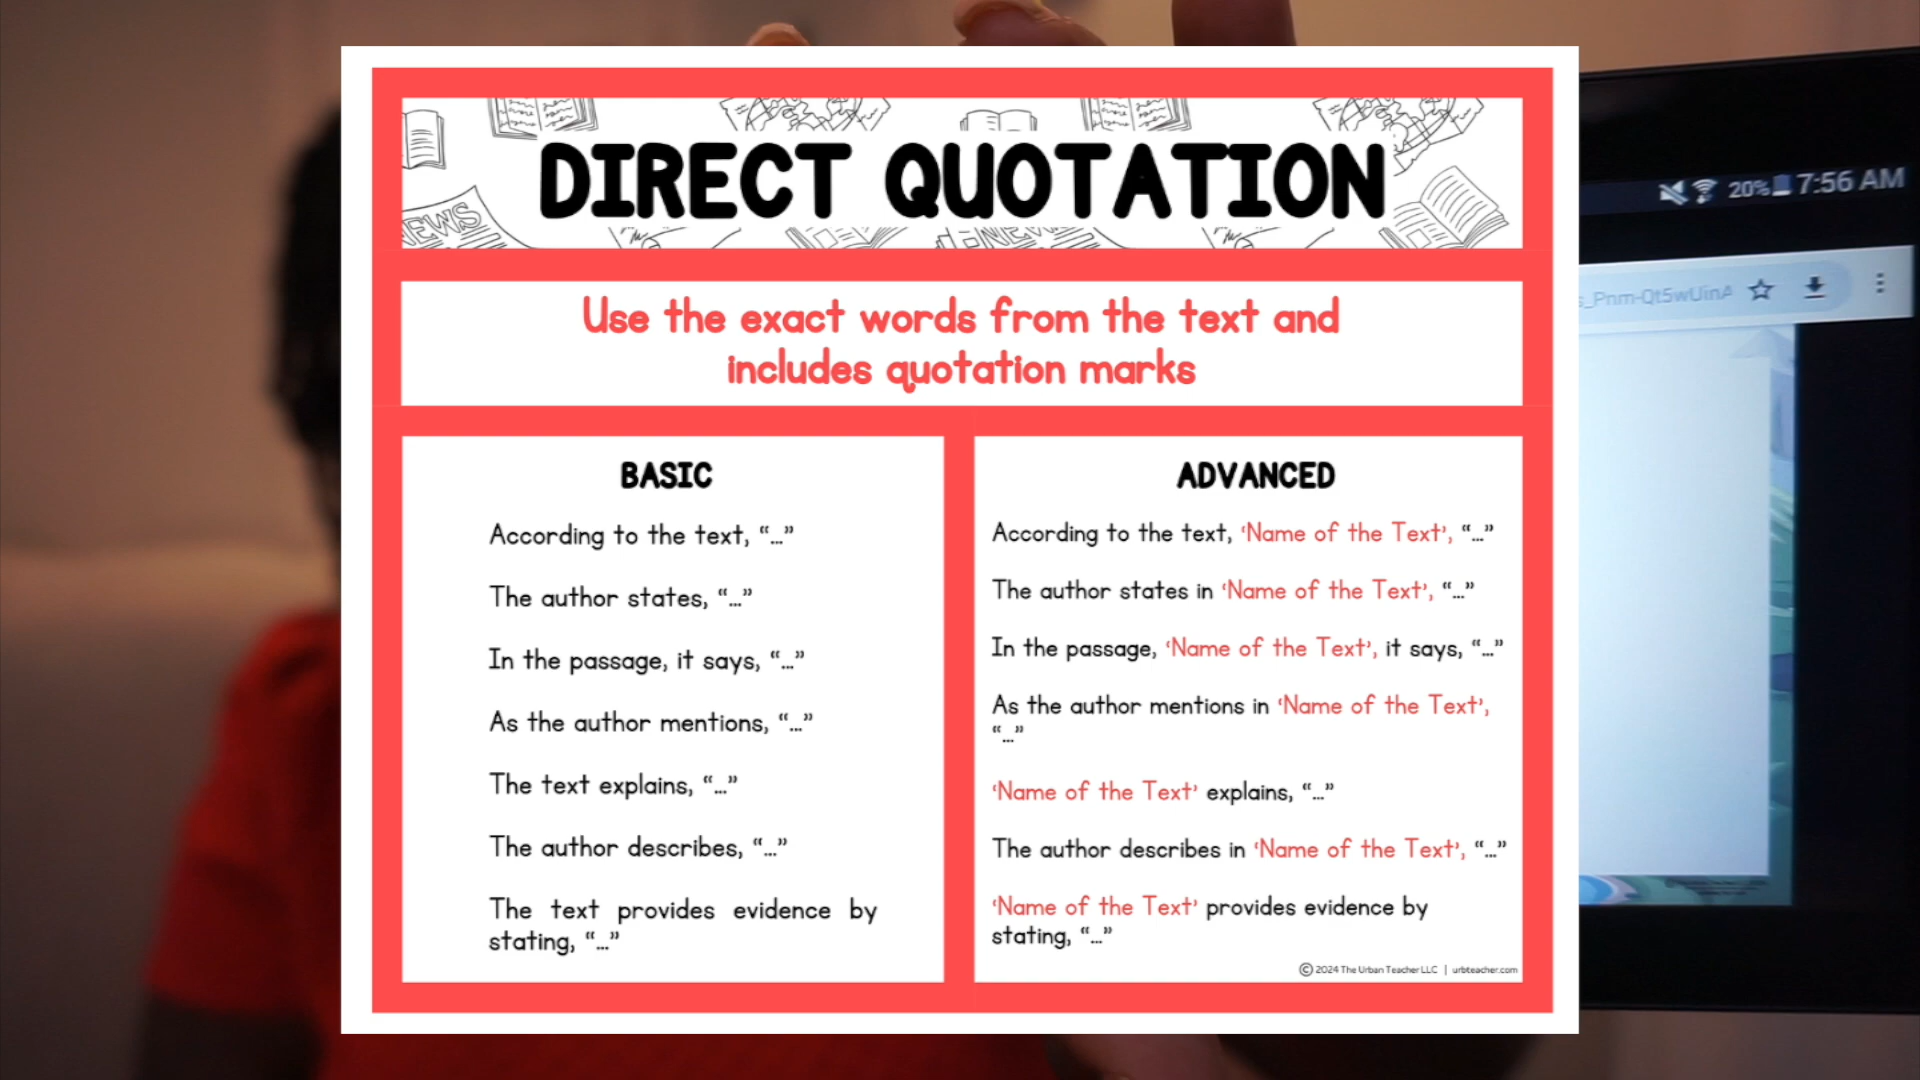 DIRECT QUOTATION
NEWS
NEWS
Use the exact words from the text and
includes quotation marks
BASIC
According to the text, “...”
The author states, “...”
In the passage, it says, “...”
As the author mentions, “...”
The text explains, “...”
The author describes, “...”
The text provides evidence by
stating, “...”
ADVANCED
According to the text, ‘Name of the Text’, “...”
The author states in ‘Name of the Text’, “...”
In the passage, ‘Name of the Text’, it says, “...”
As the author mentions in ‘Name of the Text’,
“...”
‘Name of the Text’ explains, “...”
The author describes in ‘Name of the Text’, “...”
‘Name of the Text’ provides evidence by
stating, “...”
© 2024 The Urban Teacher LLC | urbteacher.com
20% 7:56 AM
s_Pnm-Qt5wUinA